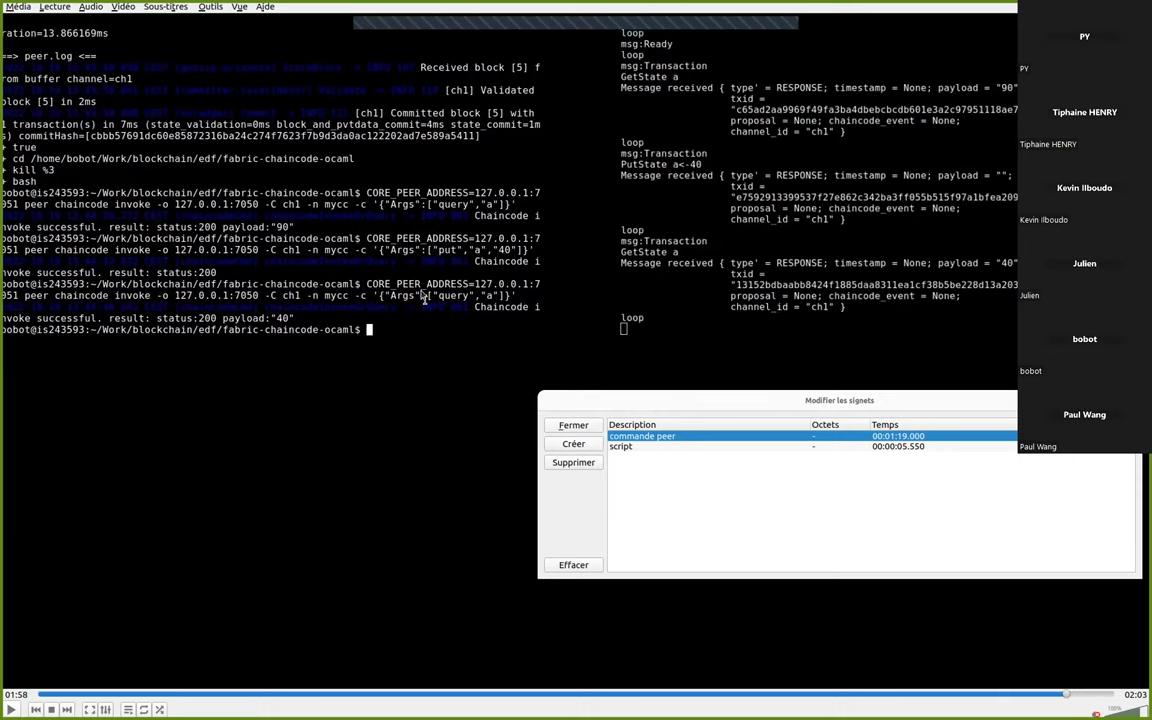 Média Lecture Audio Vidéo Sous-titres Outils Vue Aide
ration=13.866169ms
==> peer.log <==
Received block [5] f
rom buffer channel=ch1
[ch1] Validated
block [5] in 2ms
[ch1] Committed block [5] with
1 transaction(s) in 7ms (state_validation=0ms block_and_pvtdata_commit=4ms state_commit=1m
s) commitHash=[cbbb57691dc60e85872316ba24c274f7623f7b9d3da0ac122202ad7e589a5411]
+ true
+ cd /home/bobot/Work/blockchain/edf/fabric-chaincode-ocaml
+ kill %3
+ bash
bobot@is243593:~/Work/blockchain/edf/fabric-chaincode-ocaml$ CORE_PEER_ADDRESS=127.0.0.1:7
051 peer chaincode invoke -o 127.0.0.1:7050 -C ch1 -n mycc -c '{"Args":["query","a"]}'
Chaincode i
nvoke successful. result: status:200 payload:"90"
bobot@is243593:~/Work/blockchain/edf/fabric-chaincode-ocaml$ CORE_PEER_ADDRESS=127.0.0.1:7
051 peer chaincode invoke -o 127.0.0.1:7050 -C ch1 -n mycc -c '{"Args":["put","a","40"]}'
Chaincode i
nvoke successful. result: status:200
bobot@is243593:~/Work/blockchain/edf/fabric-chaincode-ocaml$ CORE_PEER_ADDRESS=127.0.0.1:7
051 peer chaincode invoke -o 127.0.0.1:7050 -C ch1 -n mycc -c '{"Args":["query","a"]}'
Chaincode i
nvoke successful. result: status:200 payload:"40"
bobot@is243593:~/Work/blockchain/edf/fabric-chaincode-ocaml$
loop
msg:Ready
loop
msg:Transaction
GetState a
Message received { type' = RESPONSE; timestamp = None; payload = "90"
txid =
"c65ad2aa9969f49fa3ba4dbebcbcdb601e3a2c97951118ae7
proposal = None; chaincode_event = None;
channel_id = "ch1" }
loop
msg:Transaction
PutState a<-40
Message received { type' = RESPONSE; timestamp = None; payload = "";
txid =
"e7592913399537f27e862c342ba3ff055b515f97a1bfea209
proposal = None; chaincode_event = None;
channel_id = "ch1" }
loop
msg:Transaction
GetState a
Message received { type' = RESPONSE; timestamp = None; payload = "40"
txid =
"13152bdbaabb8424f1885daa8311ea1cf38b5be228d13a203
proposal = None; chaincode_event = None;
channel_id = "ch1" }
loop
Modifier les signets
Fermer
Créer
Supprimer
Effacer
Description Octets Temps
commande peer - 00:01:19.000
script - 00:00:05.550
PY
PY
Tiphaine HENRY
Tiphaine HENRY
Kevin Ilboudo
Kevin Ilboudo
Julien
Julien
bobot
bobot
Paul Wang
Paul Wang
01:58
02:03
100%